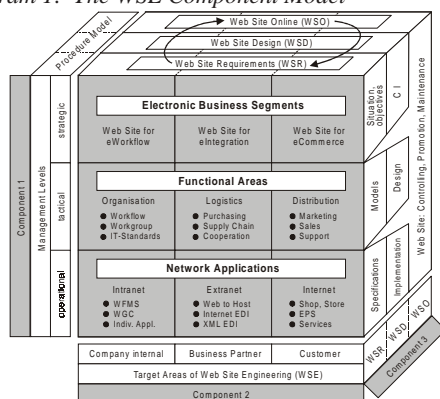 ram 1: The WSE Component Model
Procedure Model
Web Site Online (WSO)
Web Site Design (WSD)
Web Site Requirements (WSR)
Component 1
Management Levels
strategic
tactical
operational
Electronic Business Segments
Web Site for eWorkflow
Web Site for eIntegration
Web Site for eCommerce
Functional Areas
Organisation
● Workflow
● Workgroup
● IT-Standards
Logistics
● Purchasing
● Supply Chain
● Cooperation
Distribution
● Marketing
● Sales
● Support
Network Applications
Intranet
● WFMS
● WGC
● Indiv. Appl.
Extranet
● Web to Host
● Internet EDI
● XML EDI
Internet
● Shop, Store
● EPS
● Services
Situation, objectives
CI
Models
Design
Specifications
Implementation
Web Site: Controlling, Promotion, Maintenance
WSR
WSD
WSO
Component 3
Company internal
Business Partner
Customer
Target Areas of Web Site Engineering (WSE)
Component 2